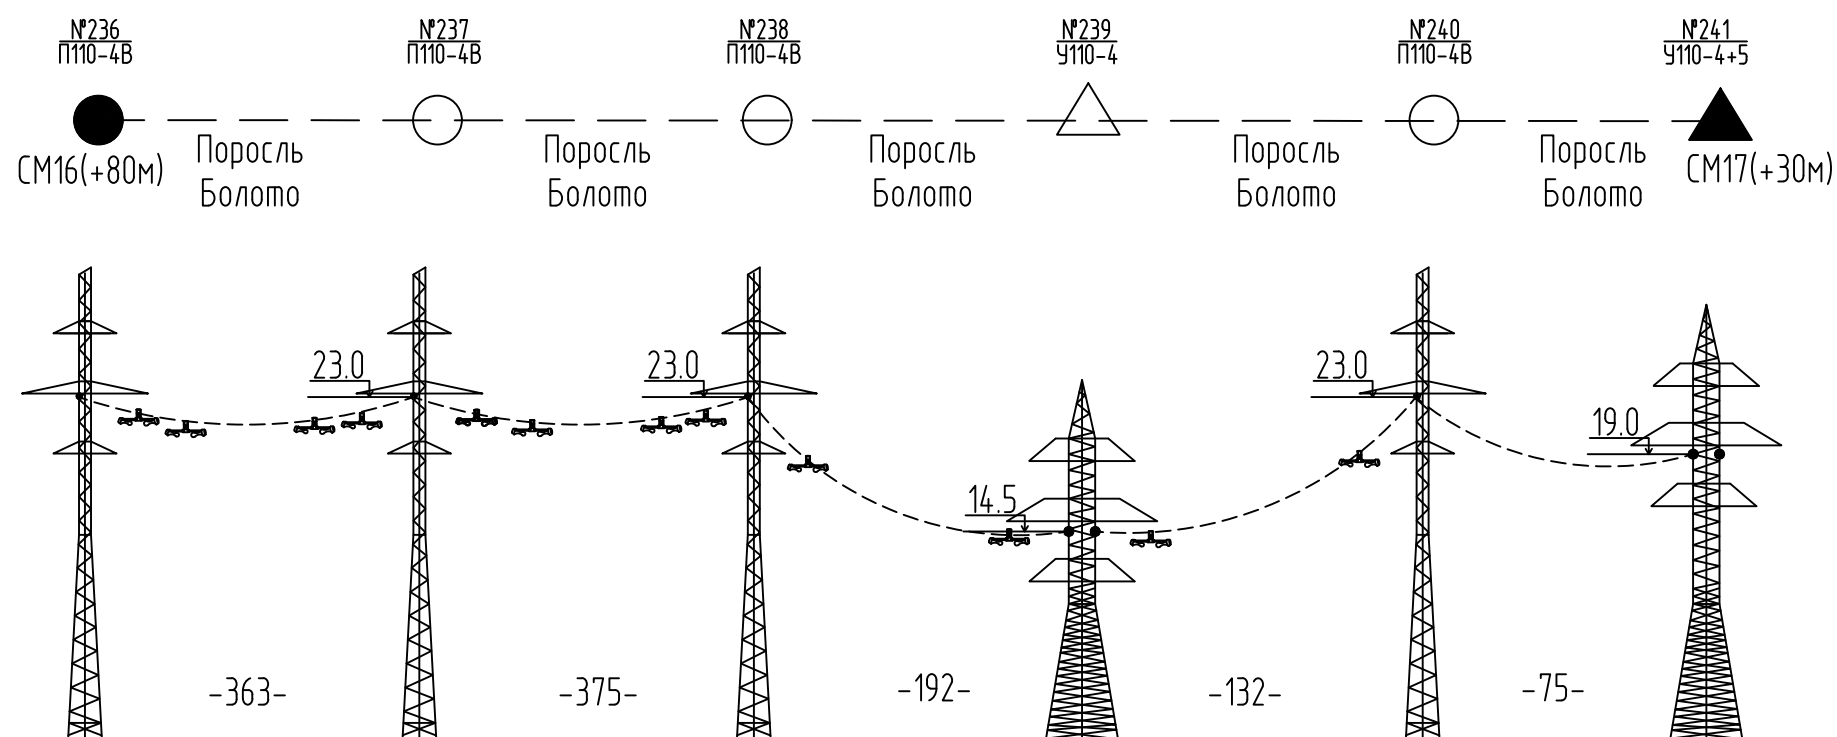 №236
П110-4В
№237
П110-4В
№238
П110-4В
№239
У110-4
№240
П110-4В
№241
У110-4+5
СМ16(+80м)
Поросль
Болото
Поросль
Болото
Поросль
Болото
Поросль
Болото
Поросль
Болото
СМ17(+30м)
23.0
23.0
14.5
23.0
19.0
-363-
-375-
-192-
-132-
-75-